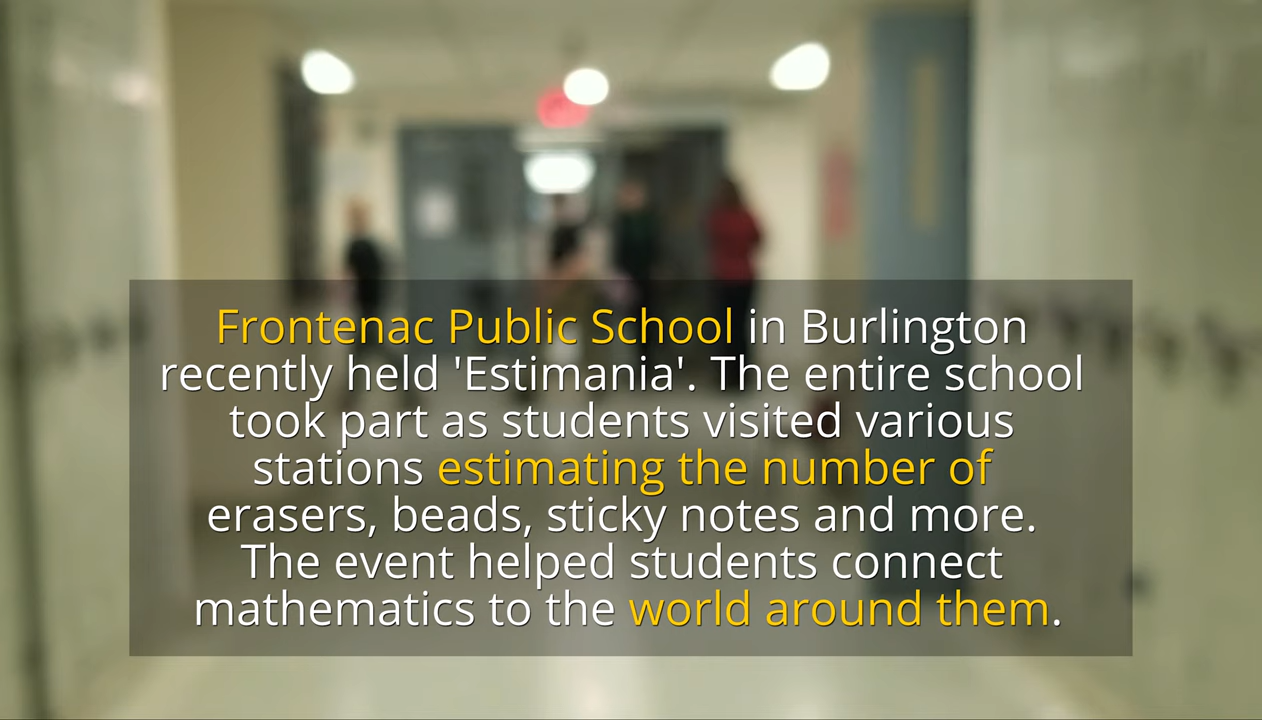 Frontenac Public School in Burlington
recently held 'Estimania'. The entire school
took part as students visited various
stations estimating the number of
erasers, beads, sticky notes and more.
The event helped students connect
mathematics to the world around them.